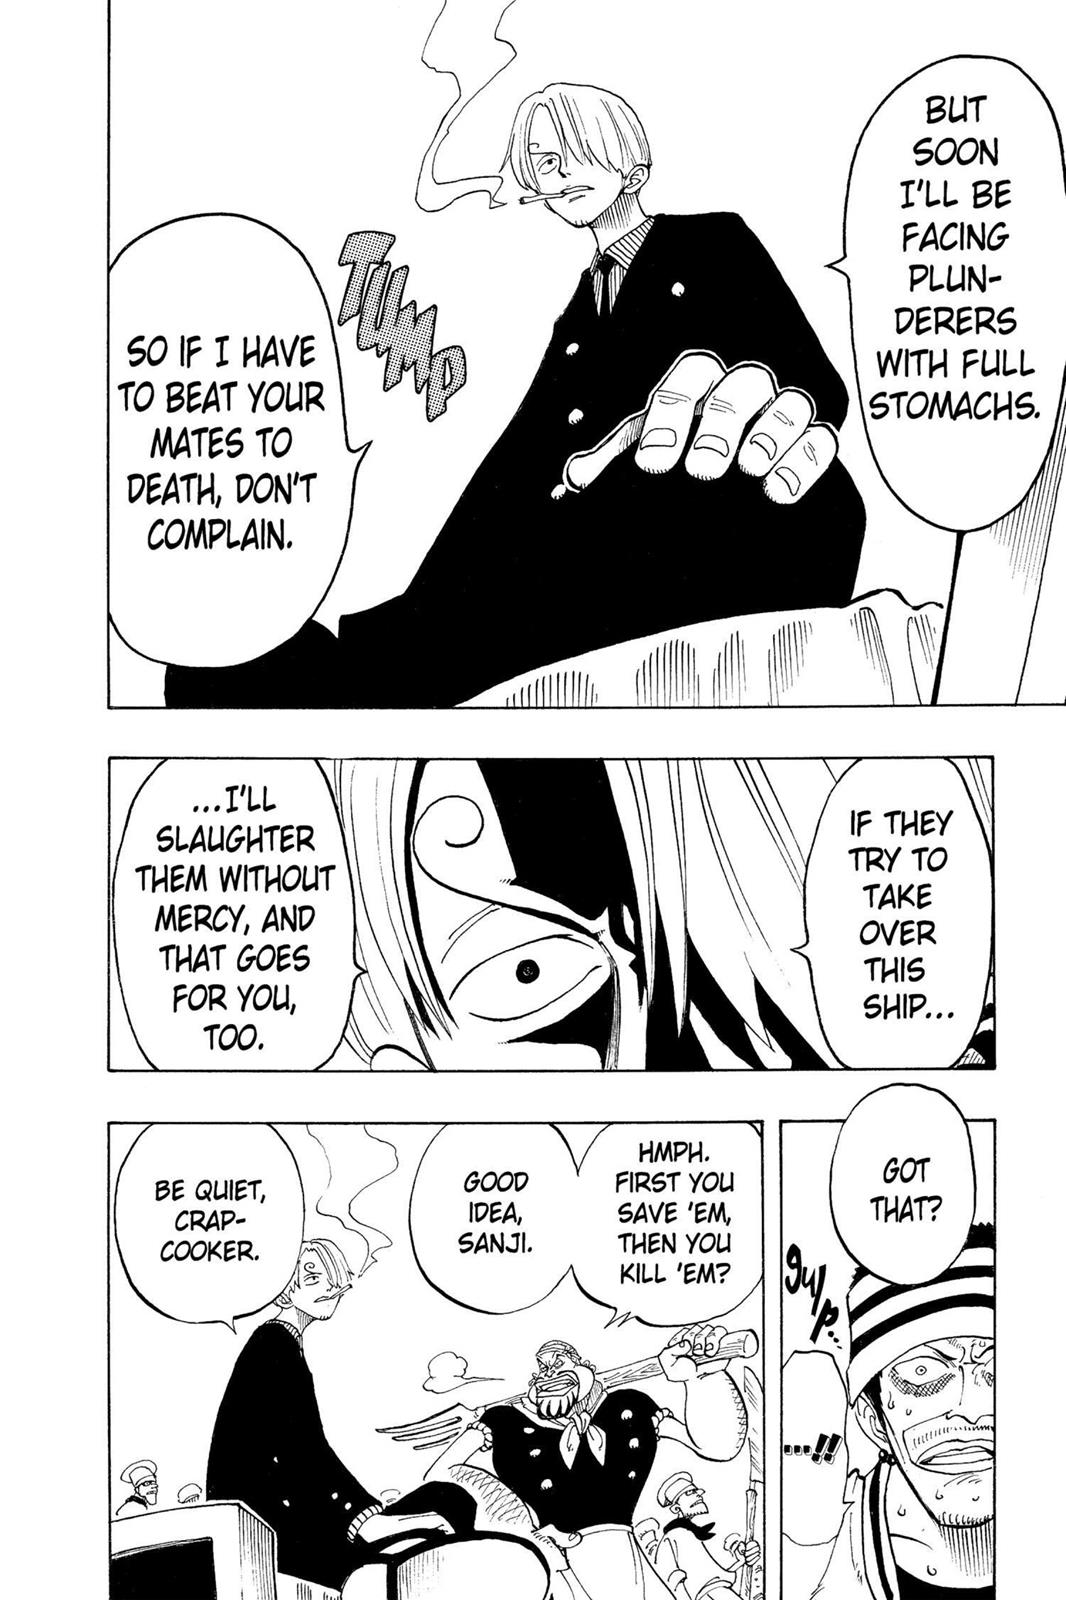 BUT
SOON
I'LL BE
FACING
PLUN-
DERERS
WITH FULL
STOMACHS.
TUMP
SO IF I HAVE
TO BEAT YOUR
MATES TO
DEATH, DON'T
COMPLAIN.
IF THEY
TRY TO
TAKE
OVER
THIS
SHIP...
...I'LL
SLAUGHTER
THEM WITHOUT
MERCY, AND
THAT GOES
FOR YOU,
TOO.
GOT
THAT?
gulp...
....!!
HMPH.
FIRST YOU
SAVE 'EM,
THEN YOU
KILL 'EM?
GOOD
IDEA,
SANJI.
BE QUIET,
CRAP-
COOKER.